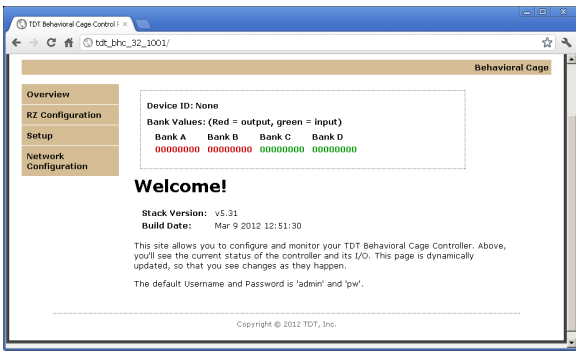 TDT Behavioral Cage Control F
tdt_bhc_32_1001/
Behavioral Cage
Overview
RZ Configuration
Setup
Network
Configuration
Device ID: None
Bank Values: (Red = output, green = input)
Bank A Bank B Bank C Bank D
00000000 00000000 00000000 00000000
Welcome!
Stack Version: v5.31
Build Date: Mar 9 2012 12:51:30
This site allows you to configure and monitor your TDT Behavioral Cage Controller. Above,
you'll see the current status of the controller and its I/O. This page is dynamically
updated, so that you see changes as they happen.
The default Username and Password is 'admin' and 'pw'.
Copyright © 2012 TDT, Inc.